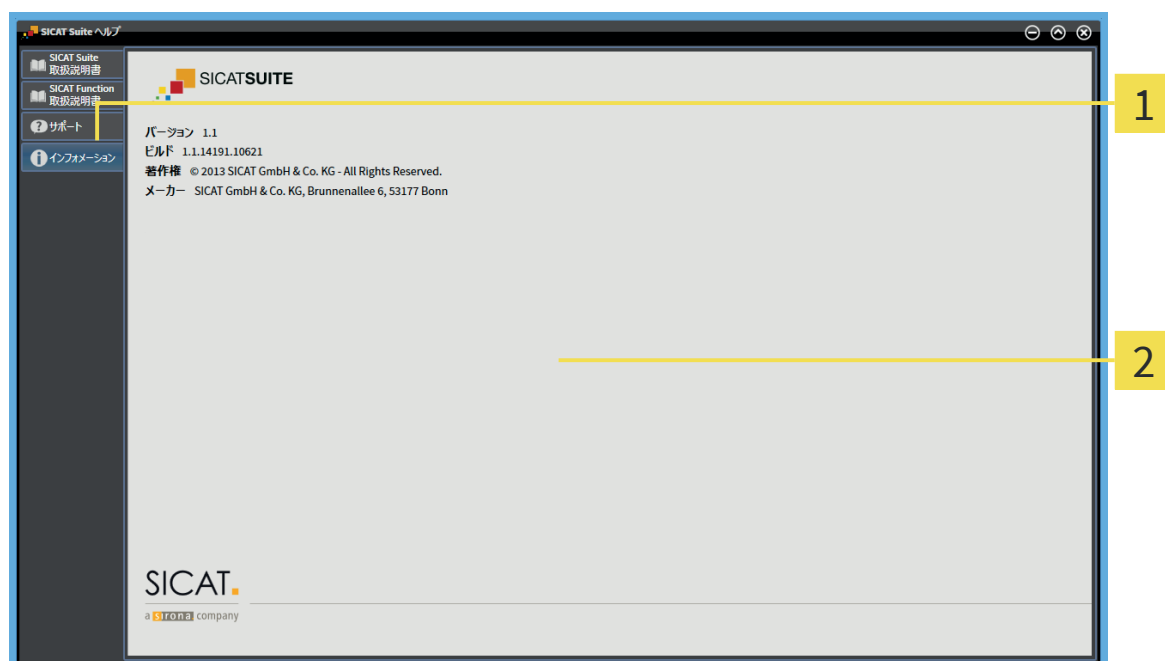 SICAT Suite ヘルプ
SICAT Suite
取扱説明書
SICAT Function
取扱説明書
サポート
インフォメーション
SICATSUITE
バージョン 1.1
ビルド 1.1.14191.10621
著作権 © 2013 SICAT GmbH & Co. KG - All Rights Reserved.
メーカー SICAT GmbH & Co. KG, Brunnenallee 6, 53177 Bonn
SICAT.
a sirona company
1
2